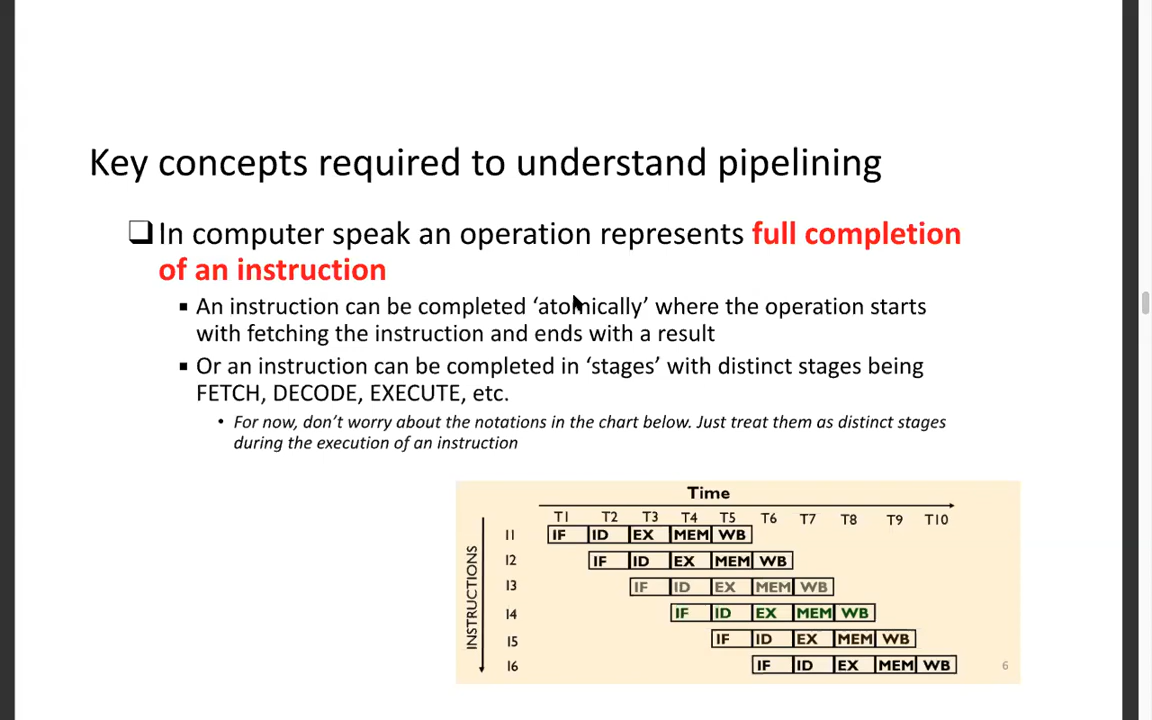 Key concepts required to understand pipelining
In computer speak an operation represents full completion
of an instruction
An instruction can be completed ‘atomically’ where the operation starts
with fetching the instruction and ends with a result
Or an instruction can be completed in ‘stages’ with distinct stages being
FETCH, DECODE, EXECUTE, etc.
For now, don’t worry about the notations in the chart below. Just treat them as distinct stages
during the execution of an instruction
Time
T1 T2 T3 T4 T5 T6 T7 T8 T9 T10
INSTRUCTIONS
I1 IF ID EX MEM WB
I2 IF ID EX MEM WB
I3 IF ID EX MEM WB
I4 IF ID EX MEM WB
I5 IF ID EX MEM WB
I6 IF ID EX MEM WB
6